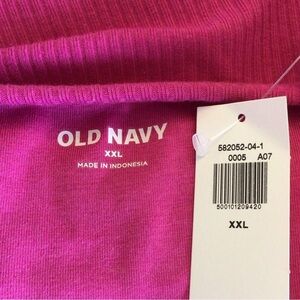 OLD NAVY
XXL
MADE IN INDONESIA
582052-04-1
0005 A07
500101209420
XXL